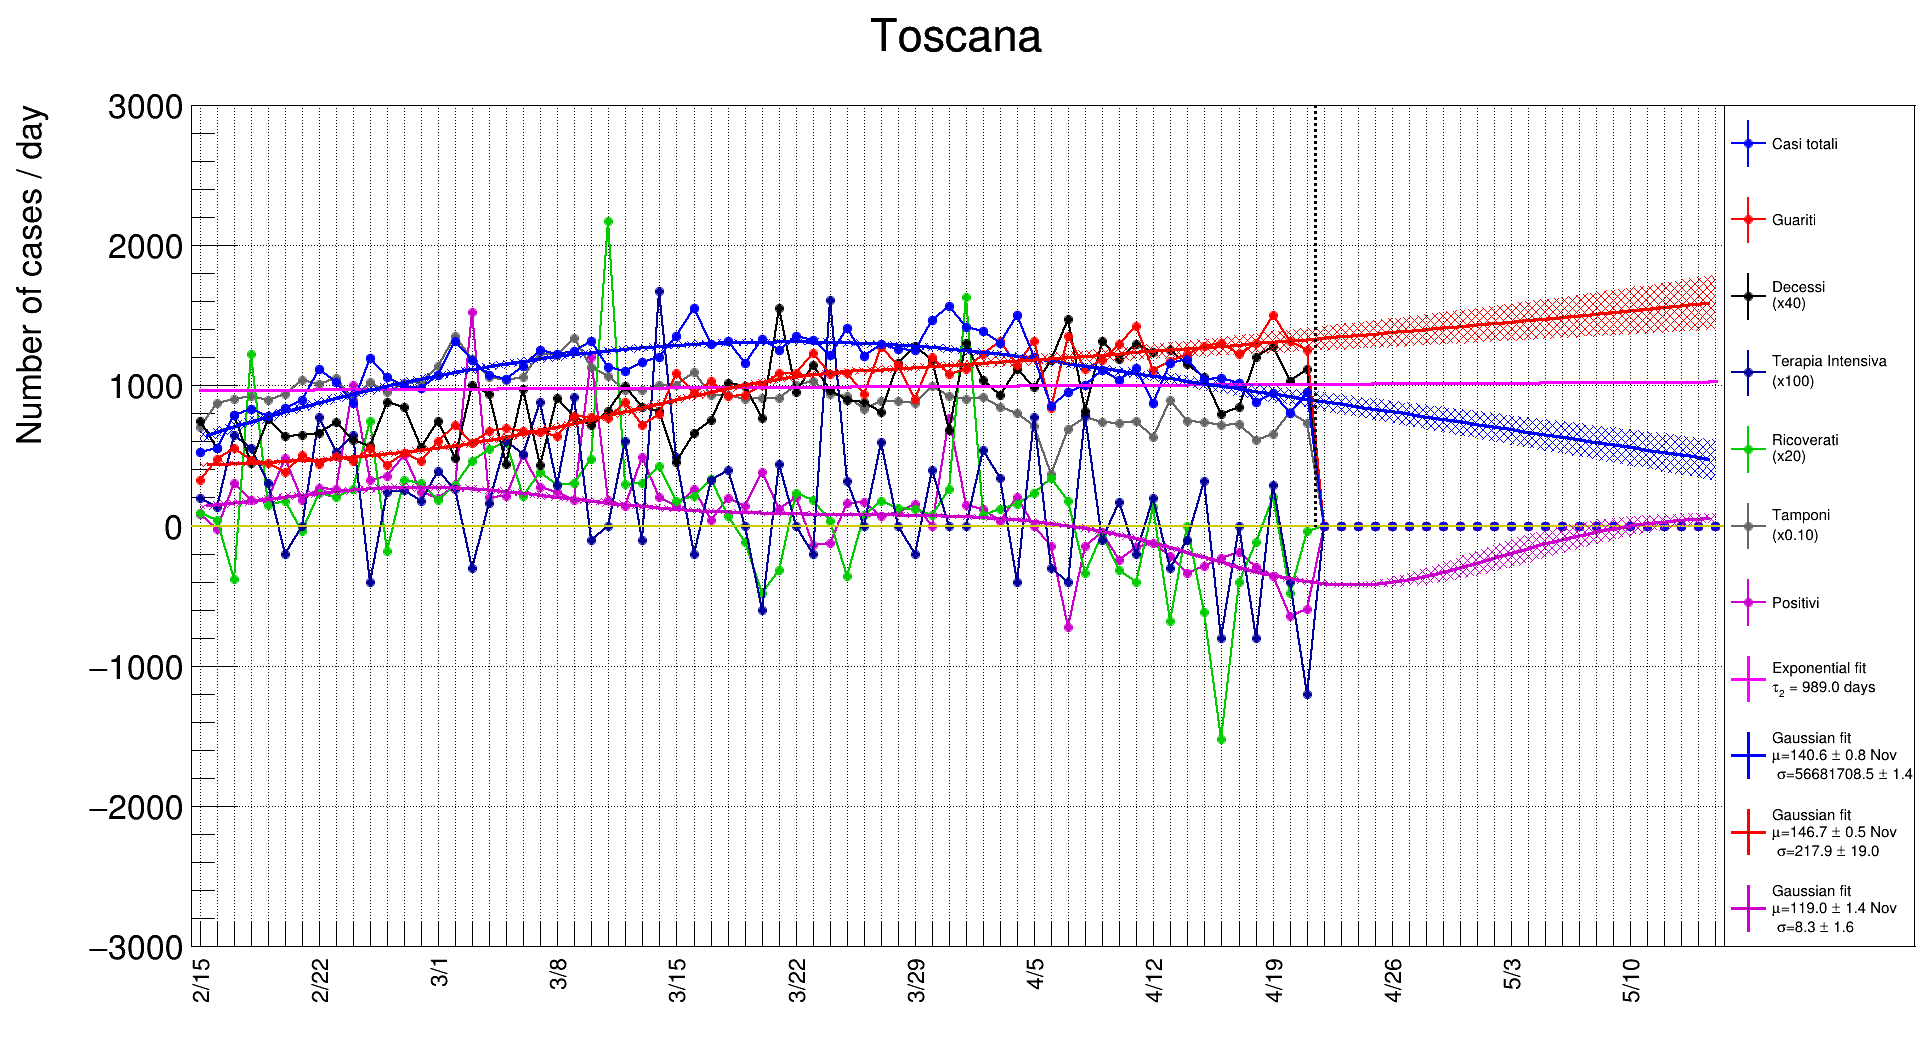 Toscana
Number of cases / day
3000
2000
1000
0
−1000
−2000
−3000
2/15
2/22
3/1
3/8
3/15
3/22
3/29
4/5
4/12
4/19
4/26
5/3
5/10
Casi totali
Guariti
Decessi
(x40)
Terapia Intensiva
(x100)
Ricoverati
(x20)
Tamponi
(x0.10)
Positivi
Exponential fit
τ2 = 989.0 days
Gaussian fit
μ=140.6 ± 0.8 Nov
σ=56681708.5 ± 1.4
Gaussian fit
μ=146.7 ± 0.5 Nov
σ=217.9 ± 19.0
Gaussian fit
μ=119.0 ± 1.4 Nov
σ=8.3 ± 1.6